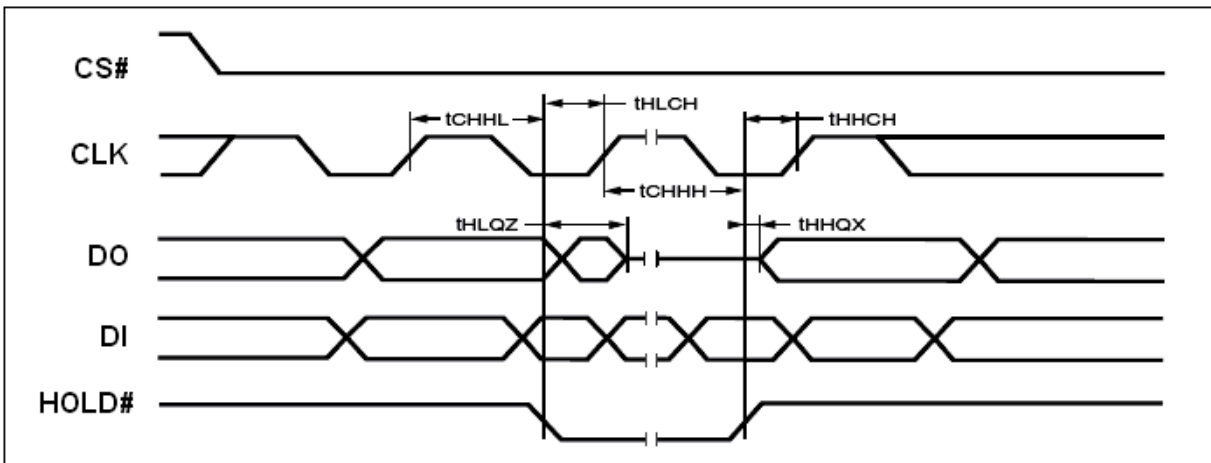 CS#
tHLCH
tCHHL
tHHCH
CLK
tCHHH
tHLQZ
tHHQX
DO
DI
HOLD#